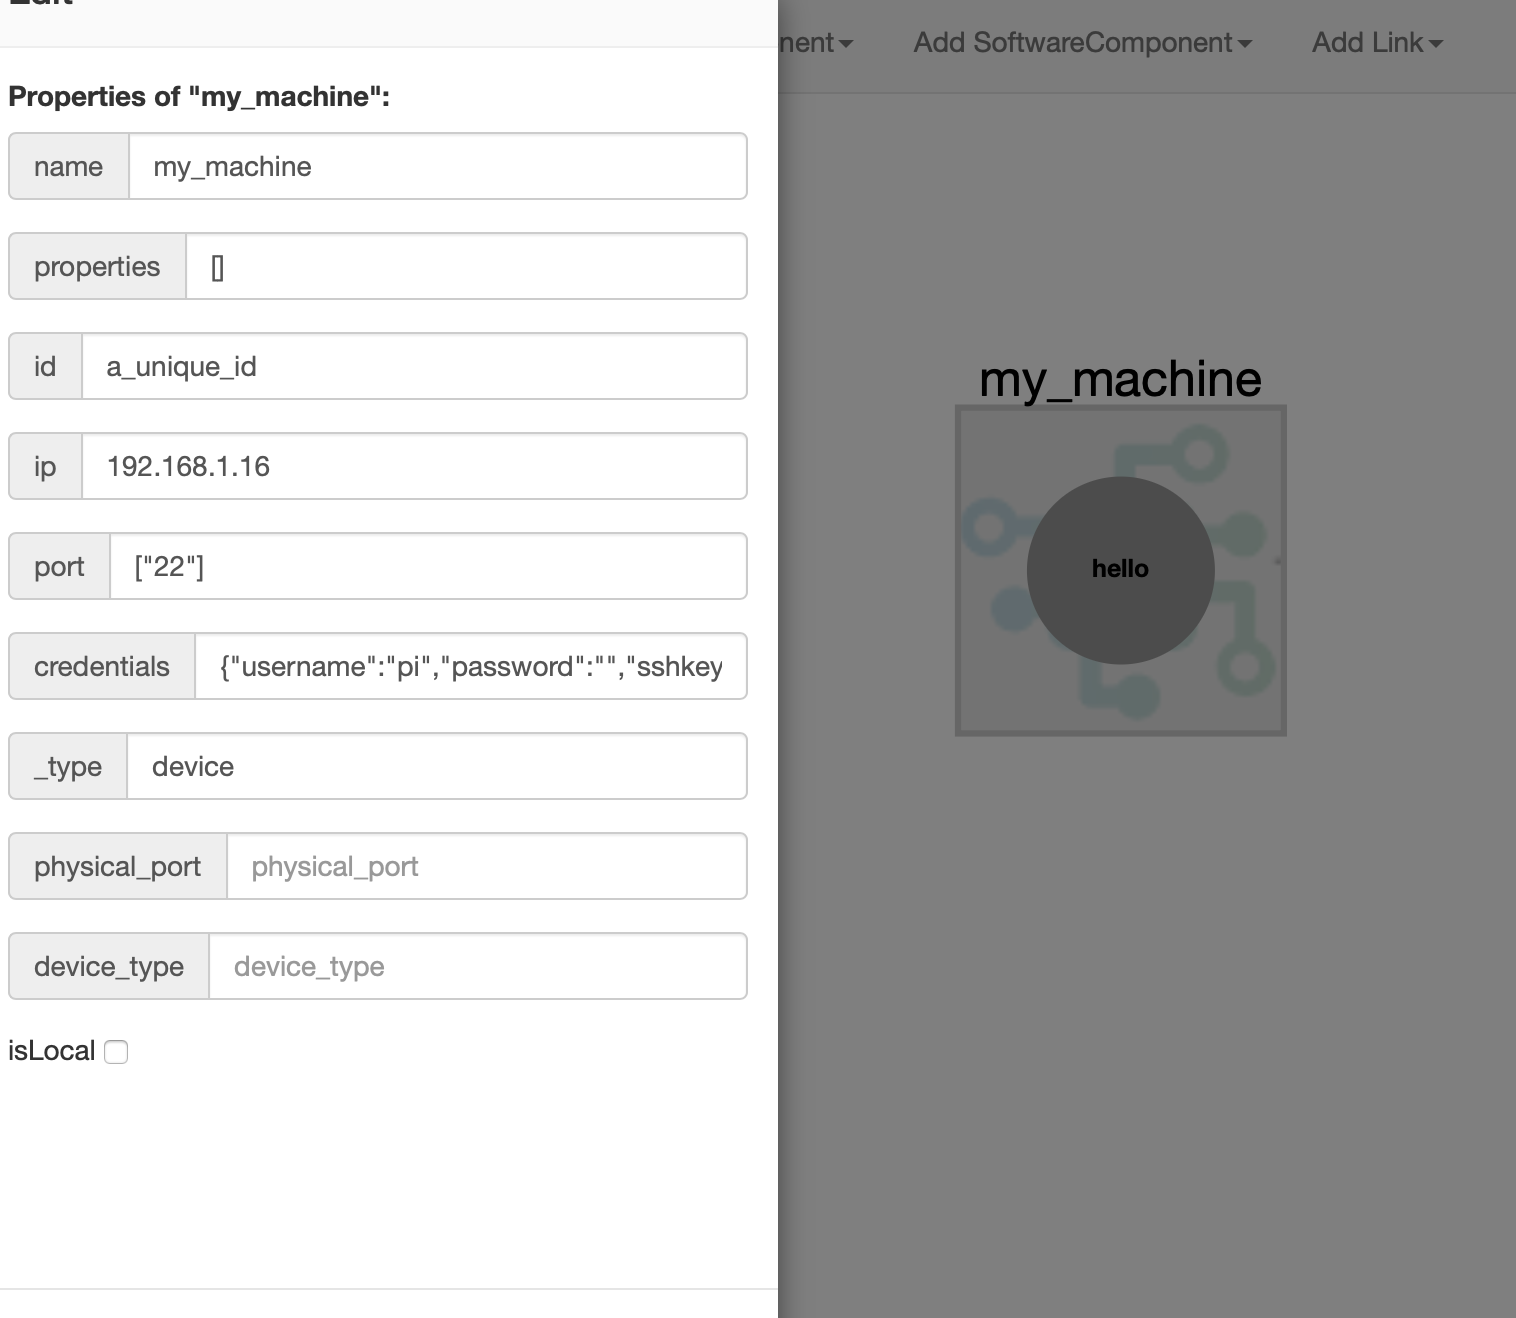 Edit
nent
Add SoftwareComponent
Add Link
Properties of "my_machine":
name
my_machine
properties
[]
id
a_unique_id
ip
192.168.1.16
port
["22"]
credentials
{"username":"pi","password":"","sshkey
_type
device
physical_port
physical_port
device_type
device_type
isLocal
my_machine
hello